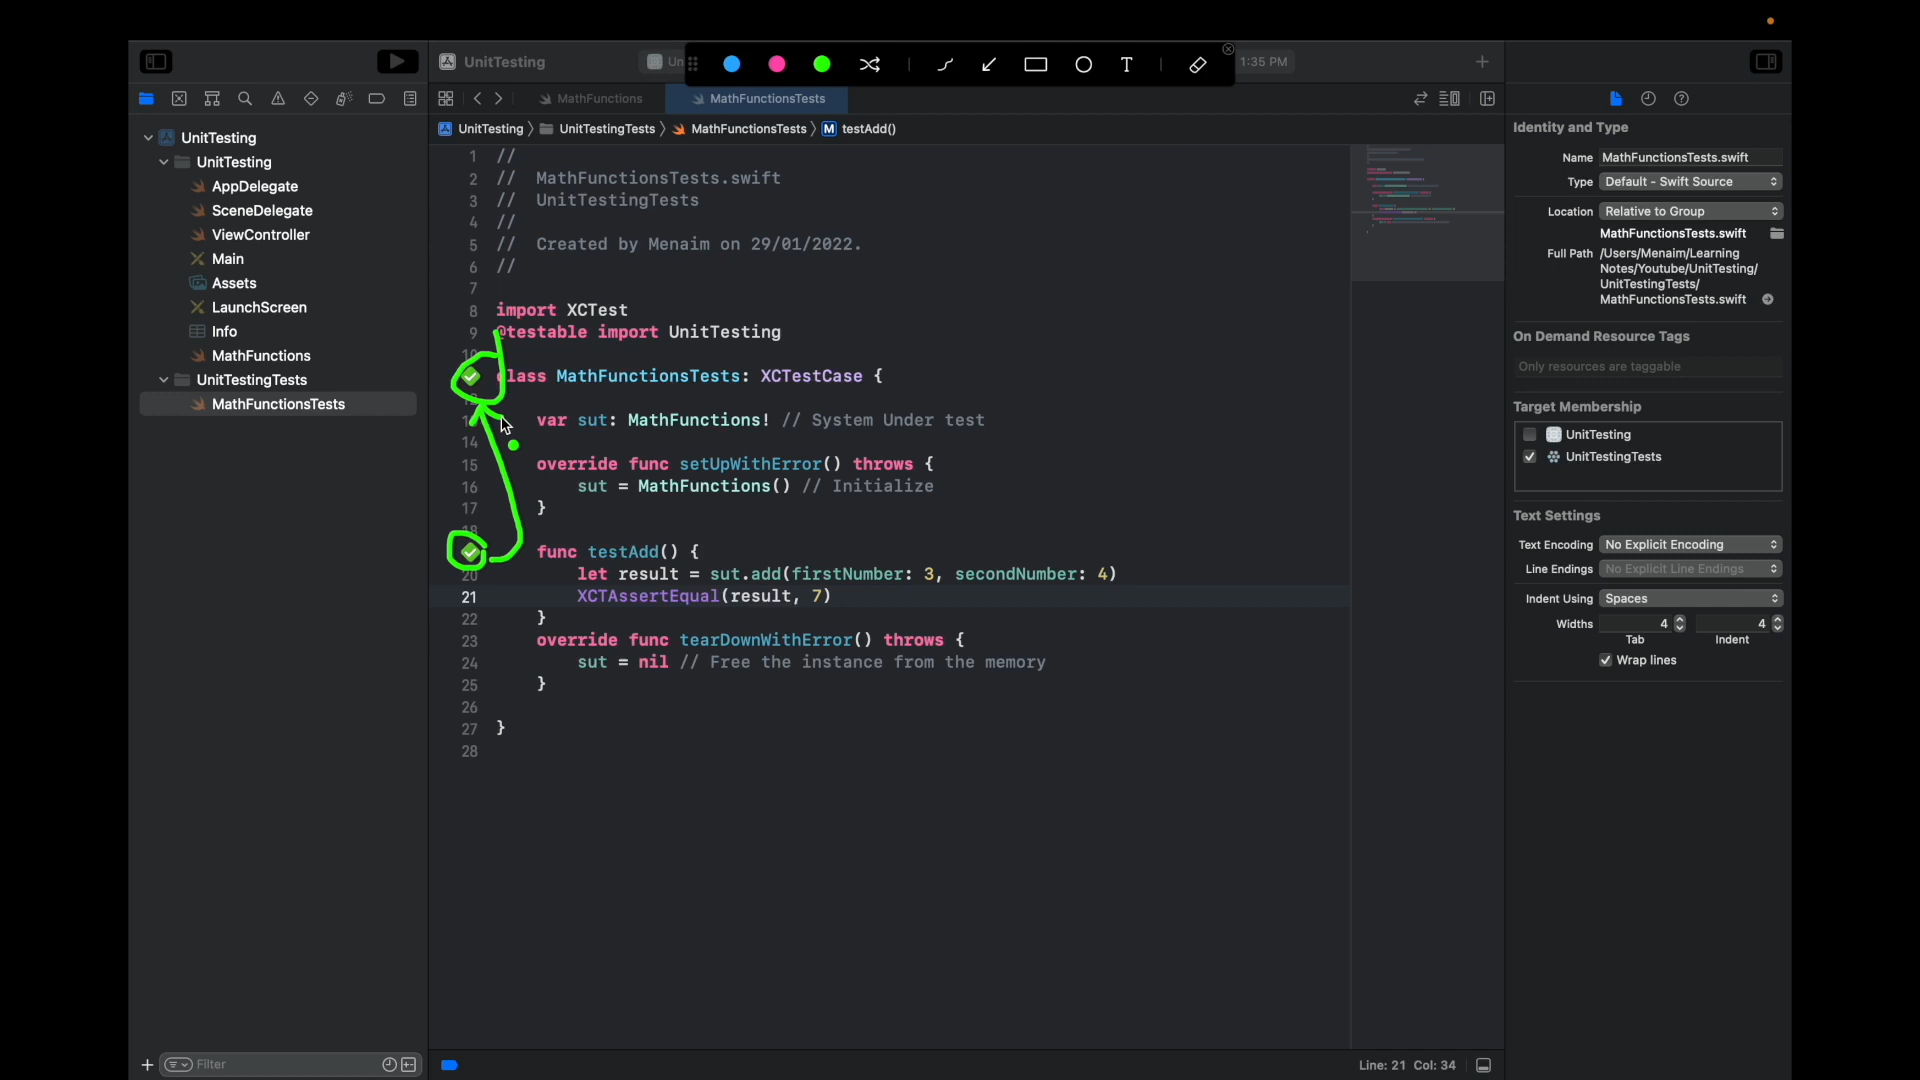 UnitTesting
Un
1:35 PM
MathFunctions
MathFunctionsTests
UnitTesting
UnitTestingTests
MathFunctionsTests
M
testAdd()
UnitTesting
UnitTesting
AppDelegate
SceneDelegate
ViewController
Main
Assets
LaunchScreen
Info
MathFunctions
UnitTestingTests
MathFunctionsTests
Filter
1 //
2 // MathFunctionsTests.swift
3 // UnitTestingTests
4 //
5 // Created by Menaim on 29/01/2022.
6 //
7
8 import XCTest
9 @testable import UnitTesting
10
class MathFunctionsTests: XCTestCase {
12
13 var sut: MathFunctions! // System Under test
14
15 override func setUpWithError() throws {
16 sut = MathFunctions() // Initialize
17 }
18
func testAdd() {
20 let result = sut.add(firstNumber: 3, secondNumber: 4)
21 XCTAssertEqual(result, 7)
22 }
23 override func tearDownWithError() throws {
24 sut = nil // Free the instance from the memory
25 }
26
27 }
28
Line: 21 Col: 34
Identity and Type
Name MathFunctionsTests.swift
Type Default - Swift Source
Location Relative to Group
MathFunctionsTests.swift
Full Path /Users/Menaim/Learning
Notes/Youtube/UnitTesting/
UnitTestingTests/
MathFunctionsTests.swift
On Demand Resource Tags
Only resources are taggable
Target Membership
UnitTesting
UnitTestingTests
Text Settings
Text Encoding No Explicit Encoding
Line Endings No Explicit Line Endings
Indent Using Spaces
Widths 4 4
Tab Indent
Wrap lines